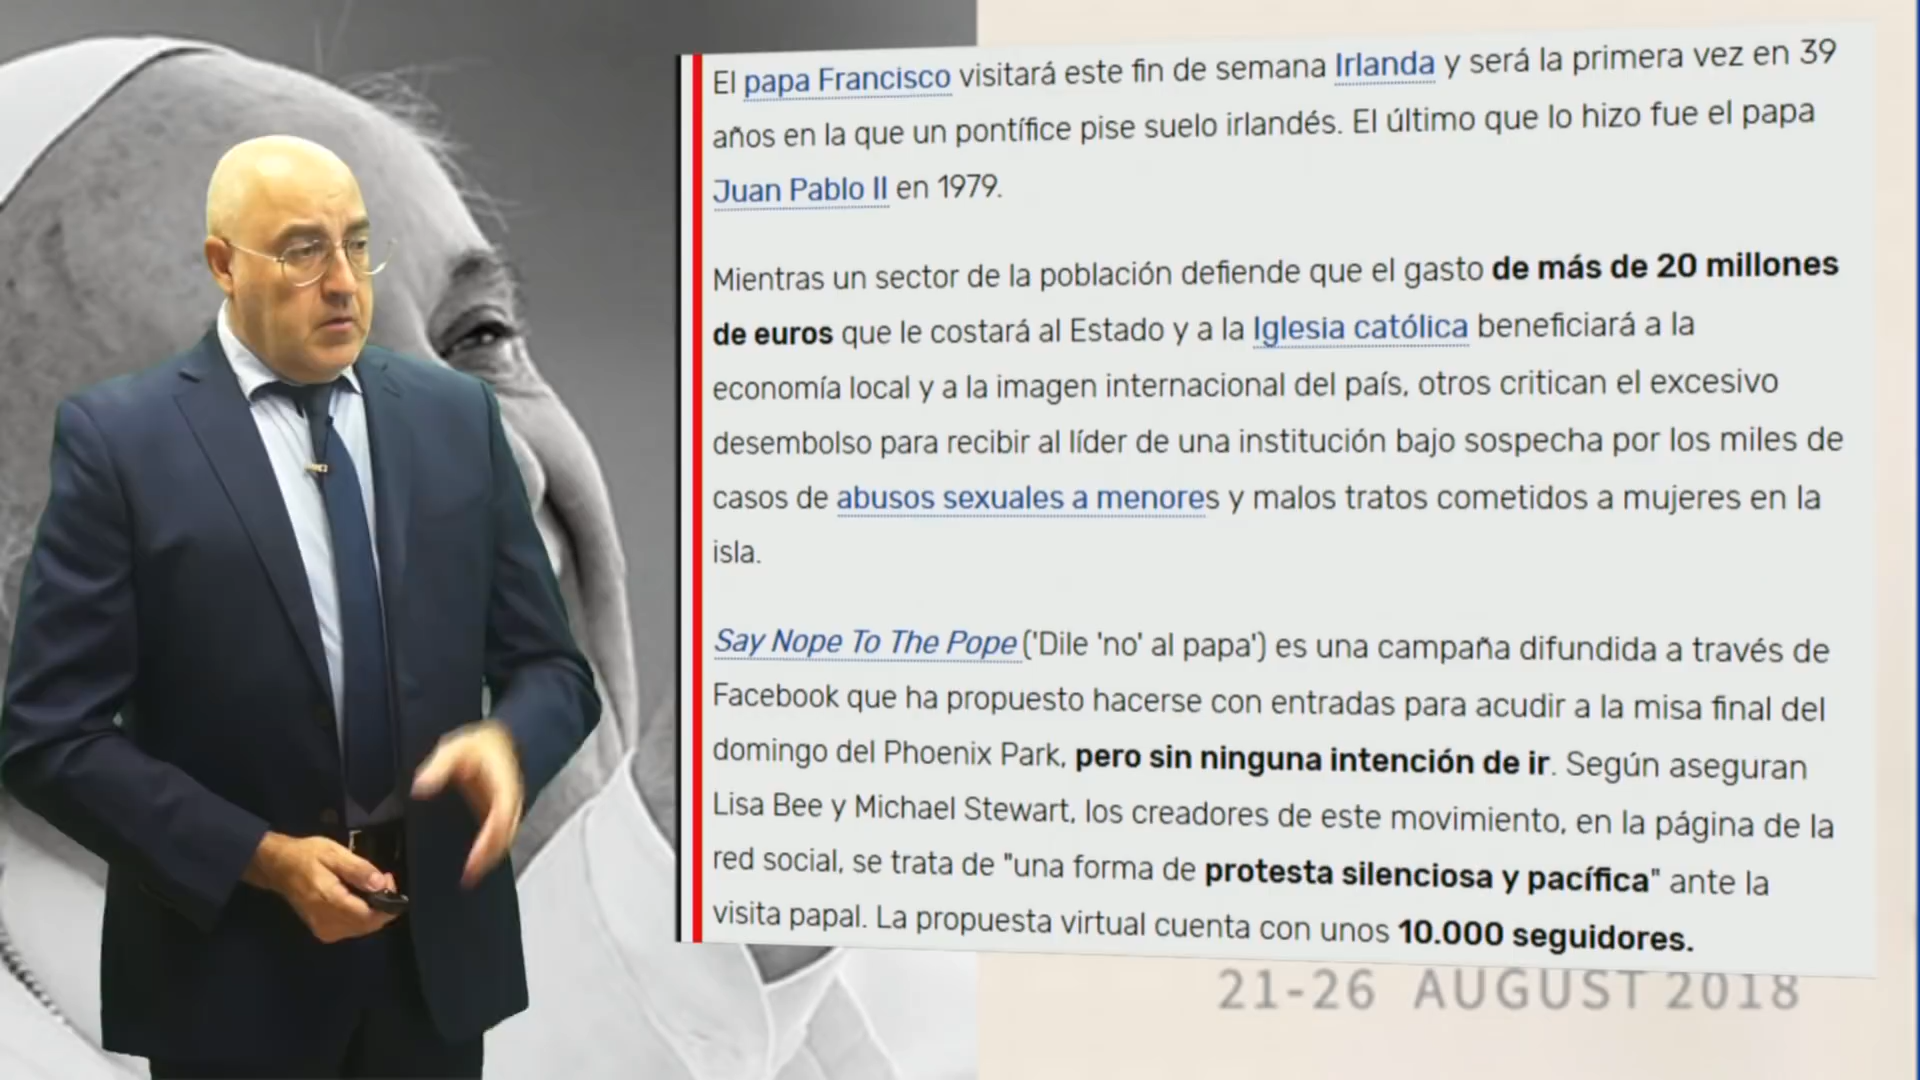 El papa Francisco visitará este fin de semana Irlanda y será la primera vez en 39
años en la que un pontífice pise suelo irlandés. El último que lo hizo fue el papa
Juan Pablo II en 1979.
Mientras un sector de la población defiende que el gasto de más de 20 millones
de euros que le costará al Estado y a la Iglesia católica beneficiará a la
economía local y a la imagen internacional del país, otros critican el excesivo
desembolso para recibir al líder de una institución bajo sospecha por los miles de
casos de abusos sexuales a menores y malos tratos cometidos a mujeres en la
isla.
Say Nope To The Pope ('Dile 'no' al papa') es una campaña difundida a través de
Facebook que ha propuesto hacerse con entradas para acudir a la misa final del
domingo del Phoenix Park, pero sin ninguna intención de ir. Según aseguran
Lisa Bee y Michael Stewart, los creadores de este movimiento, en la página de la
red social, se trata de "una forma de protesta silenciosa y pacífica" ante la
visita papal. La propuesta virtual cuenta con unos 10.000 seguidores.
21-26 AUGUST 2018